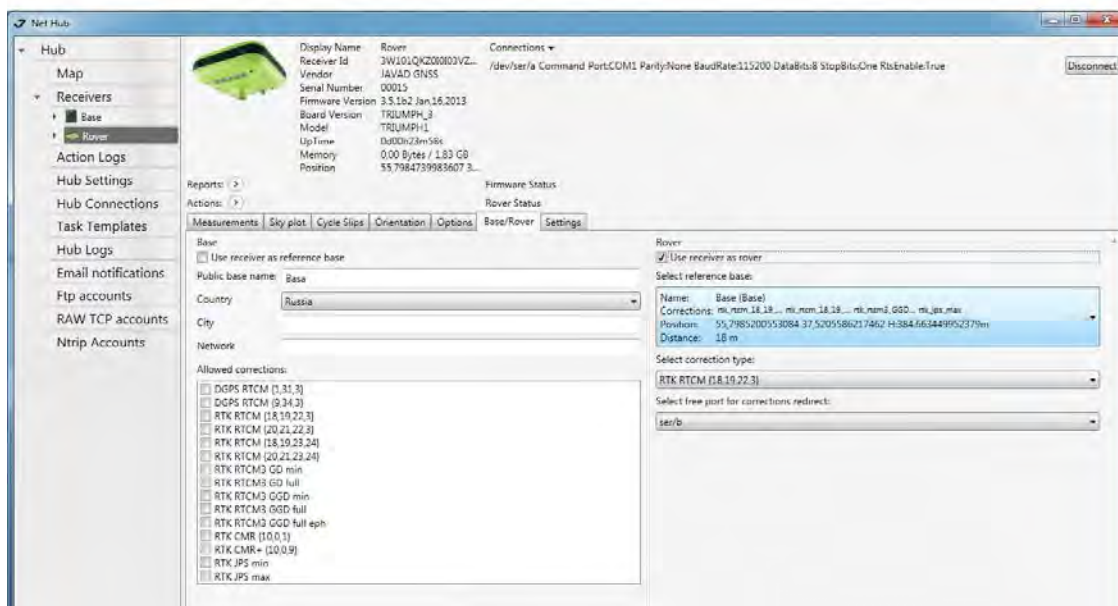 Net Hub
Hub
Map
Receivers
Base
Rover
Action Logs
Hub Settings
Hub Connections
Task Templates
Hub Logs
Email notifications
Ftp accounts
RAW TCP accounts
Ntrip Accounts
Display Name Rover
Receiver Id 3W101QKZ0I0I03VZ...
Vendor JAVAD GNSS
Serial Number 00015
Firmware Version 3.5.1b2 Jan,16,2013
Board Version TRIUMPH_3
Model TRIUMPH1
UpTime 0d00h23m58s
Memory 0,00 Bytes / 1,83 GB
Position 55,7984739983607 3...
Connections
/dev/ser/a Command Port:COM1 Parity:None BaudRate:115200 DataBits:8 StopBits:One RtsEnable:True
Disconnect
Reports:
Firmware Status
Actions:
Rover Status
Measurements Sky plot Cycle Slips Orientation Options Base/Rover Settings
Base
Use receiver as reference base
Public base name: Basa
Country Russia
City
Network
Allowed corrections:
DGPS RTCM {1,31,3}
DGPS RTCM {9,34,3}
RTK RTCM {18,19,22,3}
RTK RTCM {20,21,22,3}
RTK RTCM {18,19,23,24}
RTK RTCM {20,21,23,24}
RTK RTCM3 GD min
RTK RTCM3 GD full
RTK RTCM3 GGD min
RTK RTCM3 GGD full
RTK RTCM3 GGD full eph
RTK CMR {10,0,1}
RTK CMR+ {10,0,9}
RTK JPS min
RTK JPS max
Rover
Use receiver as rover
Select reference base:
Name: Base (Base)
Corrections: rtk_rtcm_18_19_... rtk_rtcm_18_19_... rtk_rtcm3_GGD... rtk_jps_max
Position: 55,7985200553084 37,5205586217462 H:384.663449952379m
Distance: 18 m
Select correction type:
RTK RTCM {18,19,22,3}
Select free port for corrections redirect:
ser/b